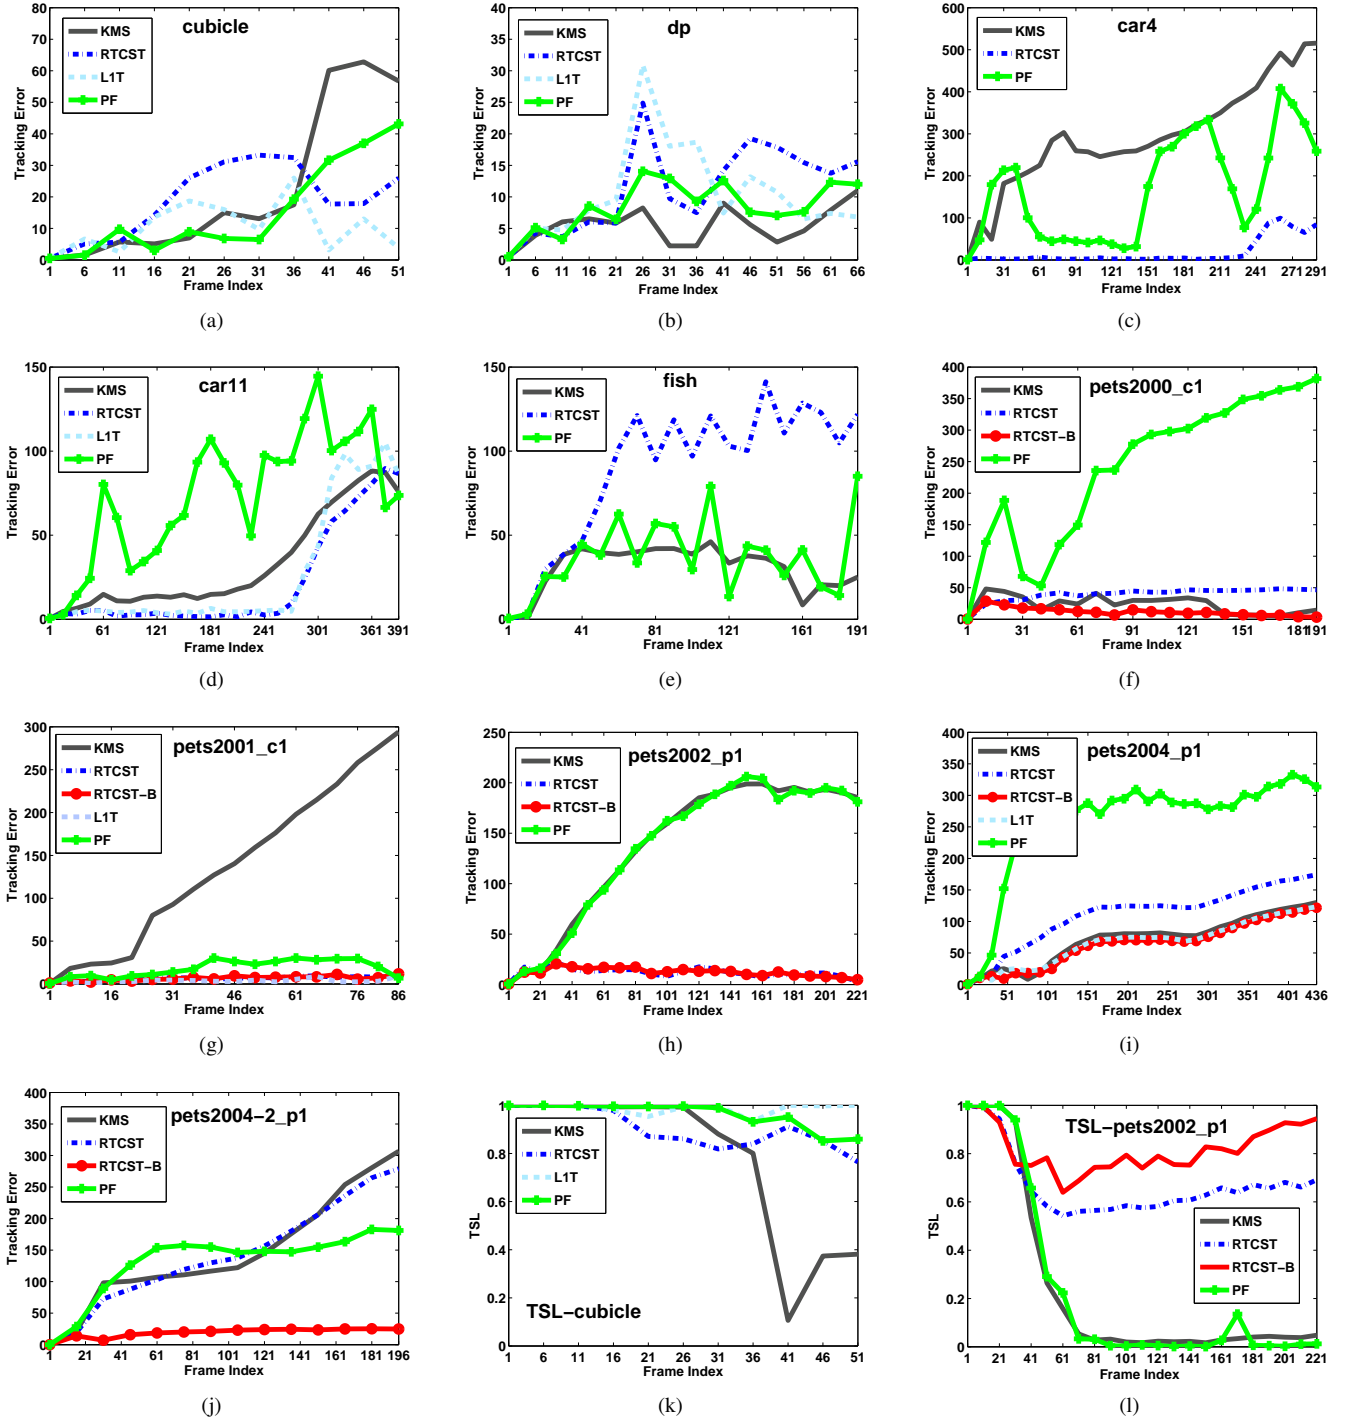 cubicle
KMS
RTCST
L1T
PF
Tracking Error
0 10 20 30 40 50 60 70 80
1 6 11 16 21 26 31 36 41 46 51
Frame Index
(a)
dp
KMS
RTCST
L1T
PF
Tracking Error
0 5 10 15 20 25 30 35 40
1 6 11 16 21 26 31 36 41 46 51 56 61 66
Frame Index
(b)
car4
KMS
RTCST
PF
Tracking Error
0 100 200 300 400 500 600
1 31 61 91 121 151 181 211 241 271 291
Frame Index
(c)
car11
KMS
RTCST
L1T
PF
Tracking Error
0 50 100 150
1 61 121 181 241 301 361 391
Frame Index
(d)
fish
KMS
RTCST
PF
Tracking Error
0 50 100 150
1 41 81 121 161 191
Frame Index
(e)
pets2000_c1
KMS
RTCST
RTCST-B
PF
Tracking Error
0 50 100 150 200 250 300 350 400
1 31 61 91 121 151 181 191
Frame Index
(f)
pets2001_c1
KMS
RTCST
RTCST-B
L1T
PF
Tracking Error
0 50 100 150 200 250 300
1 16 31 46 61 76 86
Frame Index
(g)
pets2002_p1
KMS
RTCST
RTCST-B
PF
Tracking Error
0 50 100 150 200 250
1 21 41 61 81 101 121 141 161 181 201 221
Frame Index
(h)
pets2004_p1
KMS
RTCST
RTCST-B
L1T
PF
Tracking Error
0 50 100 150 200 250 300 350 400
1 51 101 151 201 251 301 351 401 436
Frame Index
(i)
pets2004-2_p1
KMS
RTCST
RTCST-B
PF
Tracking Error
0 50 100 150 200 250 300 350 400
1 21 41 61 81 101 121 141 161 181 196
Frame Index
(j)
TSL-cubicle
KMS
RTCST
L1T
PF
TSL
0 0.2 0.4 0.6 0.8 1
1 6 11 16 21 26 31 36 41 46 51
Frame Index
(k)
TSL-pets2002_p1
KMS
RTCST
RTCST-B
PF
TSL
0 0.2 0.4 0.6 0.8 1
1 21 41 61 81 101 121 141 161 181 201 221
Frame Index
(l)